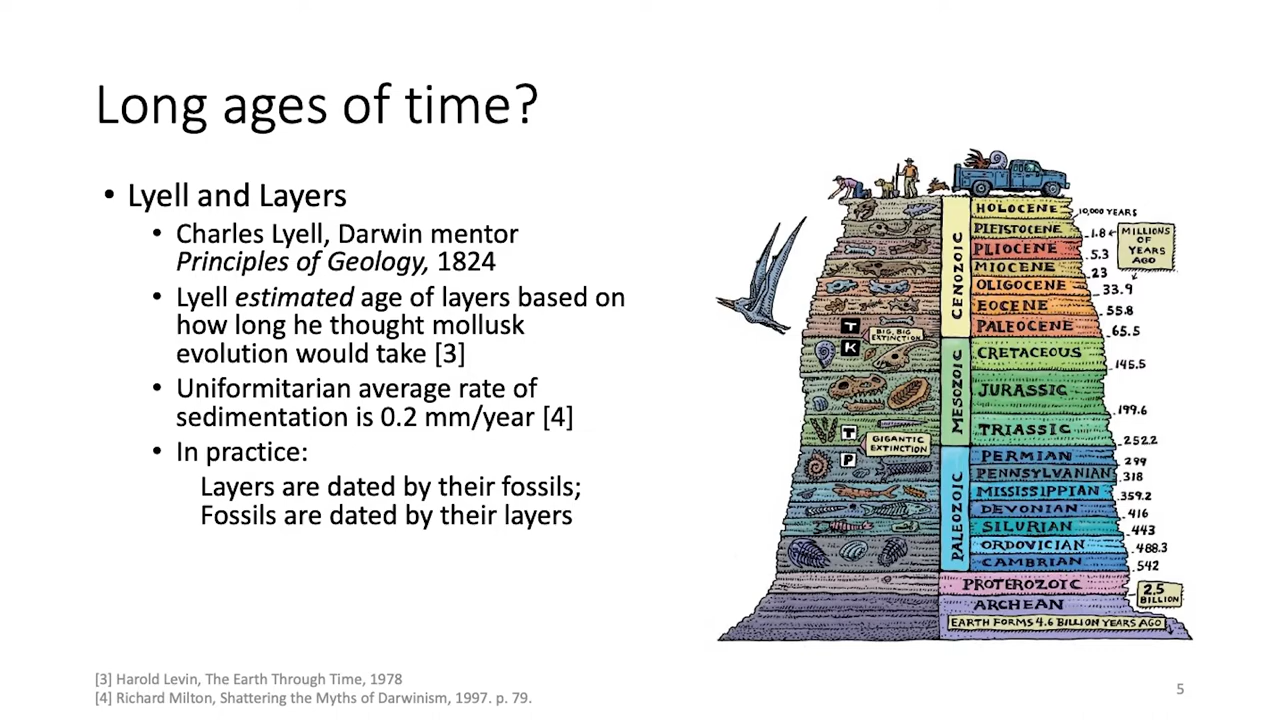 Long ages of time?
• Lyell and Layers
• Charles Lyell, Darwin mentor
Principles of Geology, 1824
• Lyell estimated age of layers based on
how long he thought mollusk
evolution would take [3]
• Uniformitarian average rate of
sedimentation is 0.2 mm/year [4]
• In practice:
Layers are dated by their fossils;
Fossils are dated by their layers
CENOZOIC
HOLOCENE
10,000 YEARS
PLEISTOCENE
1.8
MILLIONS
OF
YEARS
AGO
PLIOCENE
5.3
MIOCENE
23
OLIGOCENE
33.9
EOCENE
55.8
PALEOCENE
65.5
T
BIG, BIG
EXTINCTION
K
MESOZOIC
CRETACEOUS
145.5
JURASSIC
199.6
TRIASSIC
252.2
T
GIGANTIC
EXTINCTION
P
PALEOZOIC
PERMIAN
299
PENNSYLVANIAN
318
MISSISSIPPIAN
359.2
DEVONIAN
416
SILURIAN
443
ORDOVICIAN
488.3
CAMBRIAN
542
PROTEROZOIC
2.5
BILLION
ARCHEAN
EARTH FORMS 4.6 BILLION YEARS AGO
[3] Harold Levin, The Earth Through Time, 1978
[4] Richard Milton, Shattering the Myths of Darwinism, 1997. p. 79.
5